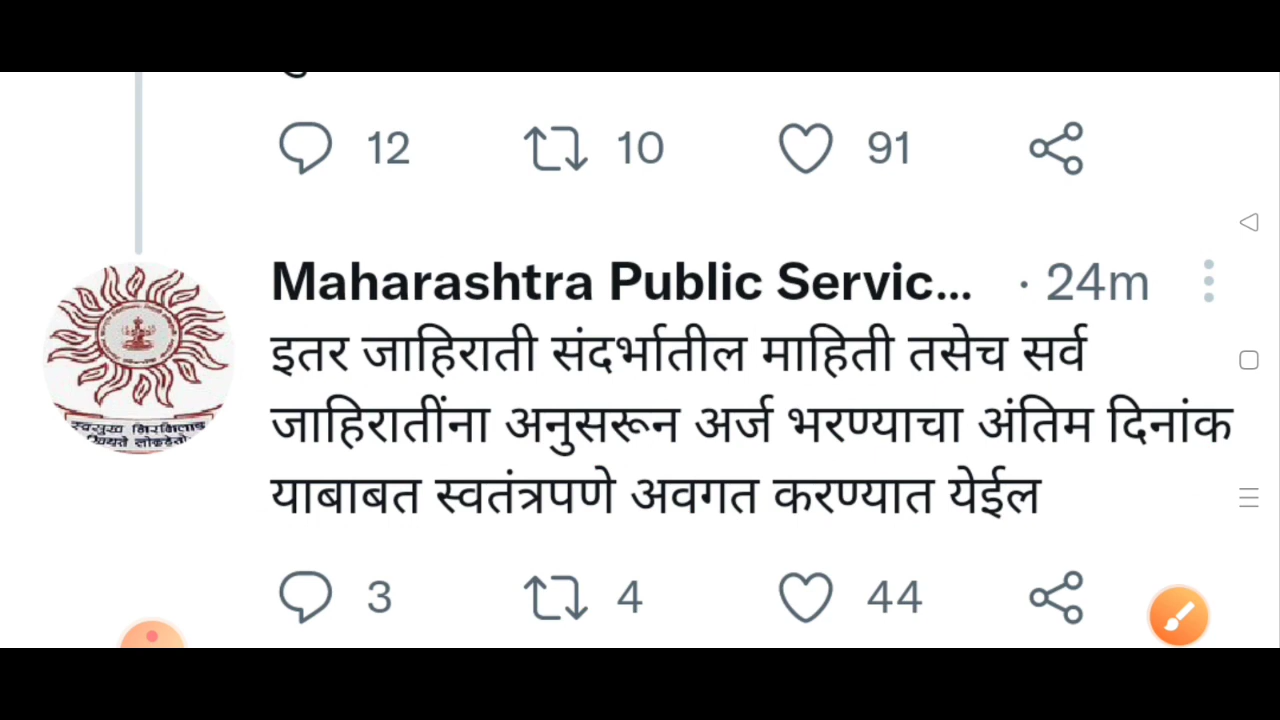 12 10 91
Maharashtra Public Servic... · 24m
इतर जाहिराती संदर्भातील माहिती तसेच सर्व
जाहिरातींना अनुसरून अर्ज भरण्याचा अंतिम दिनांक
याबाबत स्वतंत्रपणे अवगत करण्यात येईल
3 4 44